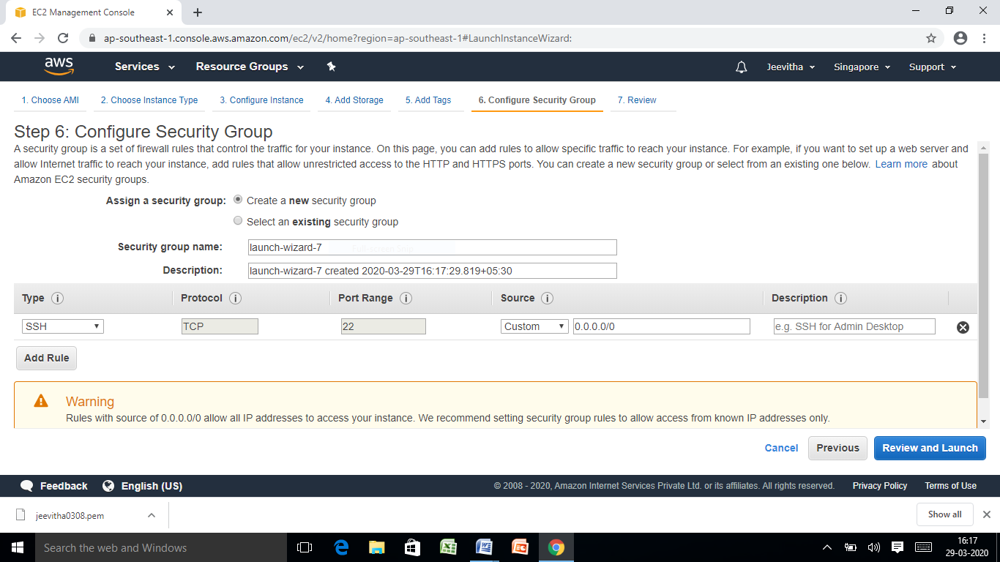 EC2 Management Console
ap-southeast-1.console.aws.amazon.com/ec2/v2/home?region=ap-southeast-1#LaunchInstanceWizard:
aws Services Resource Groups Jeevitha Singapore Support
1. Choose AMI 2. Choose Instance Type 3. Configure Instance 4. Add Storage 5. Add Tags 6. Configure Security Group 7. Review
Step 6: Configure Security Group
A security group is a set of firewall rules that control the traffic for your instance. On this page, you can add rules to allow specific traffic to reach your instance. For example, if you want to set up a web server and
allow Internet traffic to reach your instance, add rules that allow unrestricted access to the HTTP and HTTPS ports. You can create a new security group or select from an existing one below. Learn more about
Amazon EC2 security groups.
Assign a security group: Create a new security group
Select an existing security group
Security group name: launch-wizard-7
Description: launch-wizard-7 created 2020-03-29T16:17:29.819+05:30
Type i Protocol i Port Range i Source i Description i
SSH TCP 22 Custom 0.0.0.0/0 e.g. SSH for Admin Desktop
Add Rule
Warning
Rules with source of 0.0.0.0/0 allow all IP addresses to access your instance. We recommend setting security group rules to allow access from known IP addresses only.
Cancel Previous Review and Launch
Feedback English (US) © 2008 - 2020, Amazon Internet Services Private Ltd. or its affiliates. All rights reserved. Privacy Policy Terms of Use
jeevitha0308.pem Show all
Search the web and Windows
16:17
29-03-2020